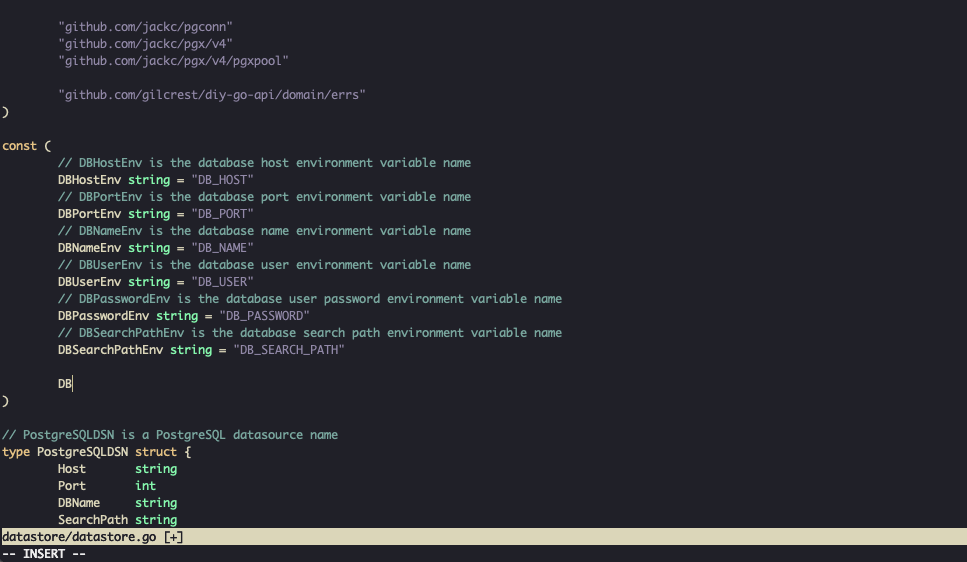 "github.com/jackc/pgconn"
"github.com/jackc/pgx/v4"
"github.com/jackc/pgx/v4/pgxpool"
"github.com/gilcrest/diy-go-api/domain/errs"
)
const (
// DBHostEnv is the database host environment variable name
DBHostEnv string = "DB_HOST"
// DBPortEnv is the database port environment variable name
DBPortEnv string = "DB_PORT"
// DBNameEnv is the database name environment variable name
DBNameEnv string = "DB_NAME"
// DBUserEnv is the database user environment variable name
DBUserEnv string = "DB_USER"
// DBPasswordEnv is the database user password environment variable name
DBPasswordEnv string = "DB_PASSWORD"
// DBSearchPathEnv is the database search path environment variable name
DBSearchPathEnv string = "DB_SEARCH_PATH"
DB
)
// PostgreSQLDSN is a PostgreSQL datasource name
type PostgreSQLDSN struct {
Host string
Port int
DBName string
SearchPath string
datastore/datastore.go [+]
-- INSERT --